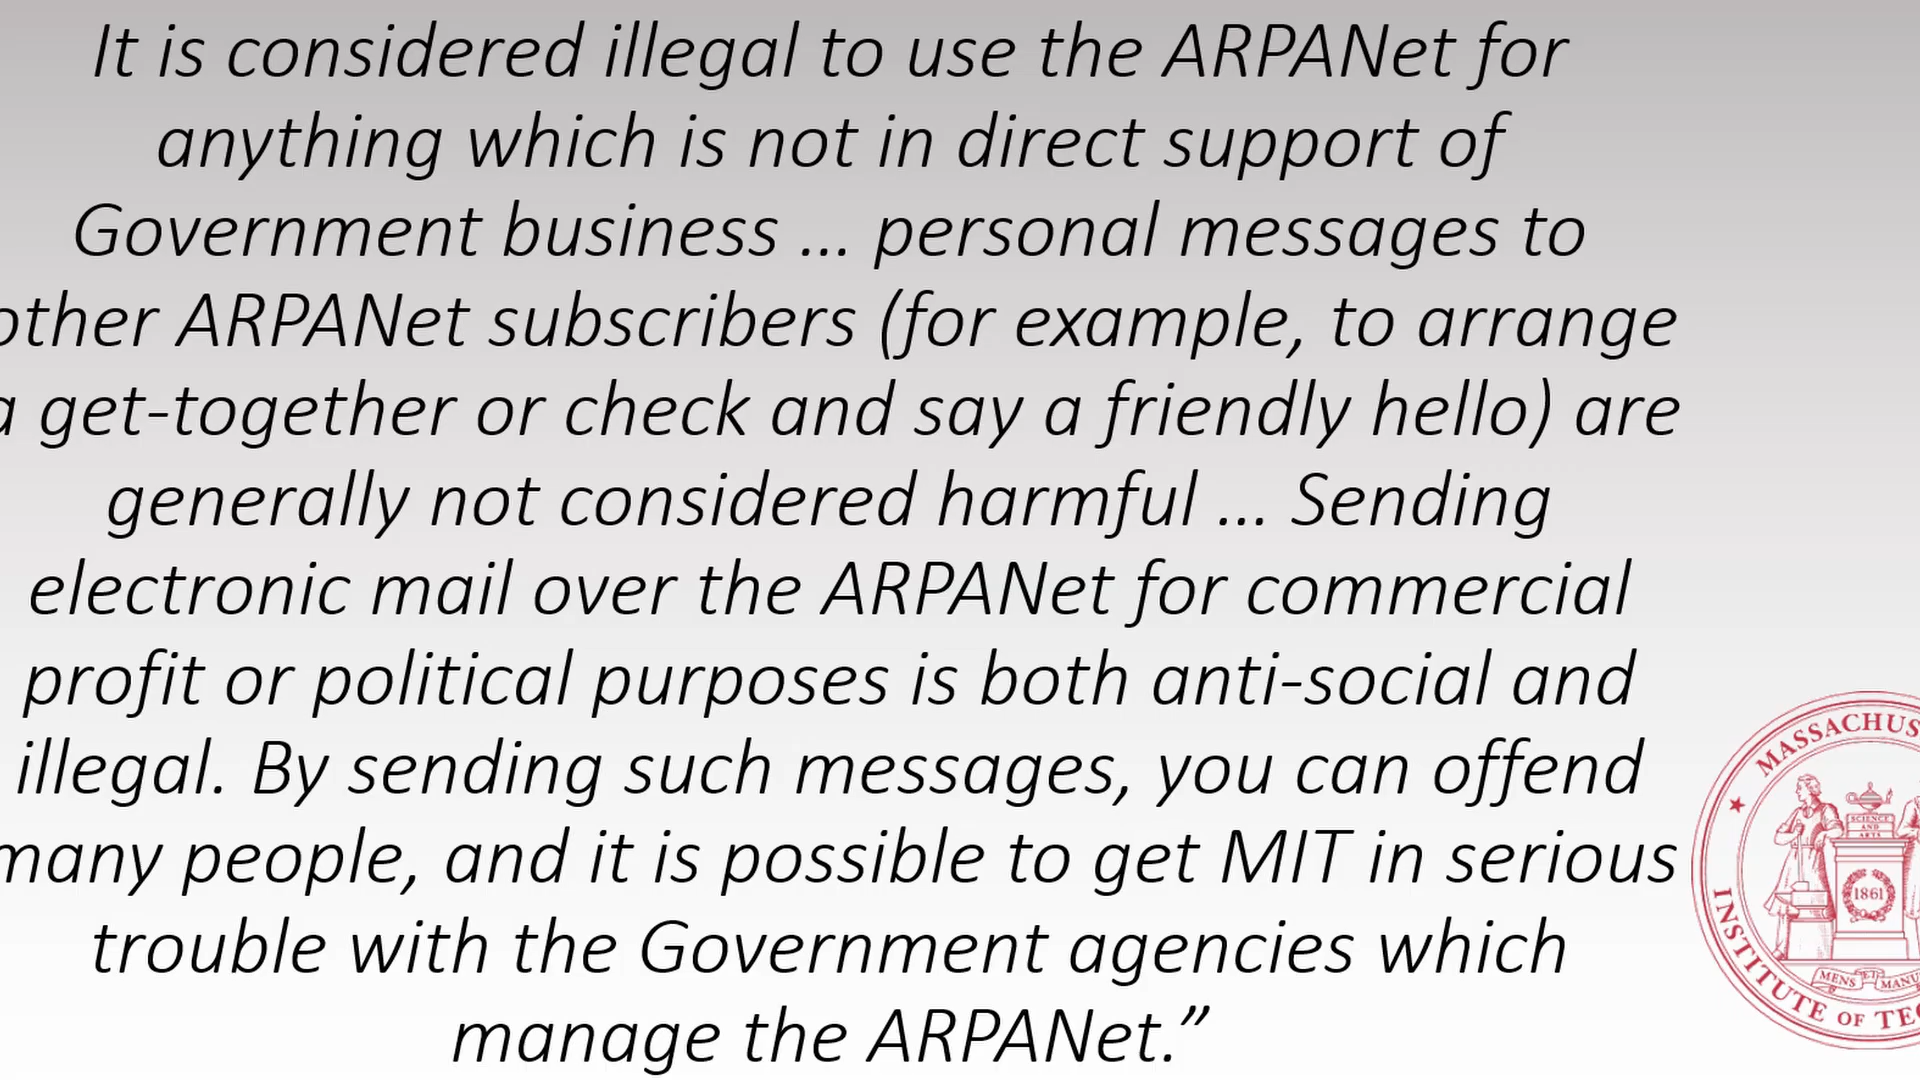 It is considered illegal to use the ARPANet for
anything which is not in direct support of
Government business ... personal messages to
other ARPANet subscribers (for example, to arrange
a get-together or check and say a friendly hello) are
generally not considered harmful ... Sending
electronic mail over the ARPANet for commercial
profit or political purposes is both anti-social and
illegal. By sending such messages, you can offend
many people, and it is possible to get MIT in serious
trouble with the Government agencies which
manage the ARPANet.”
MASSACHUS
SCIENCE
AND
ARTS
1861
MENS ET MANU
INSTITUTE OF TEC